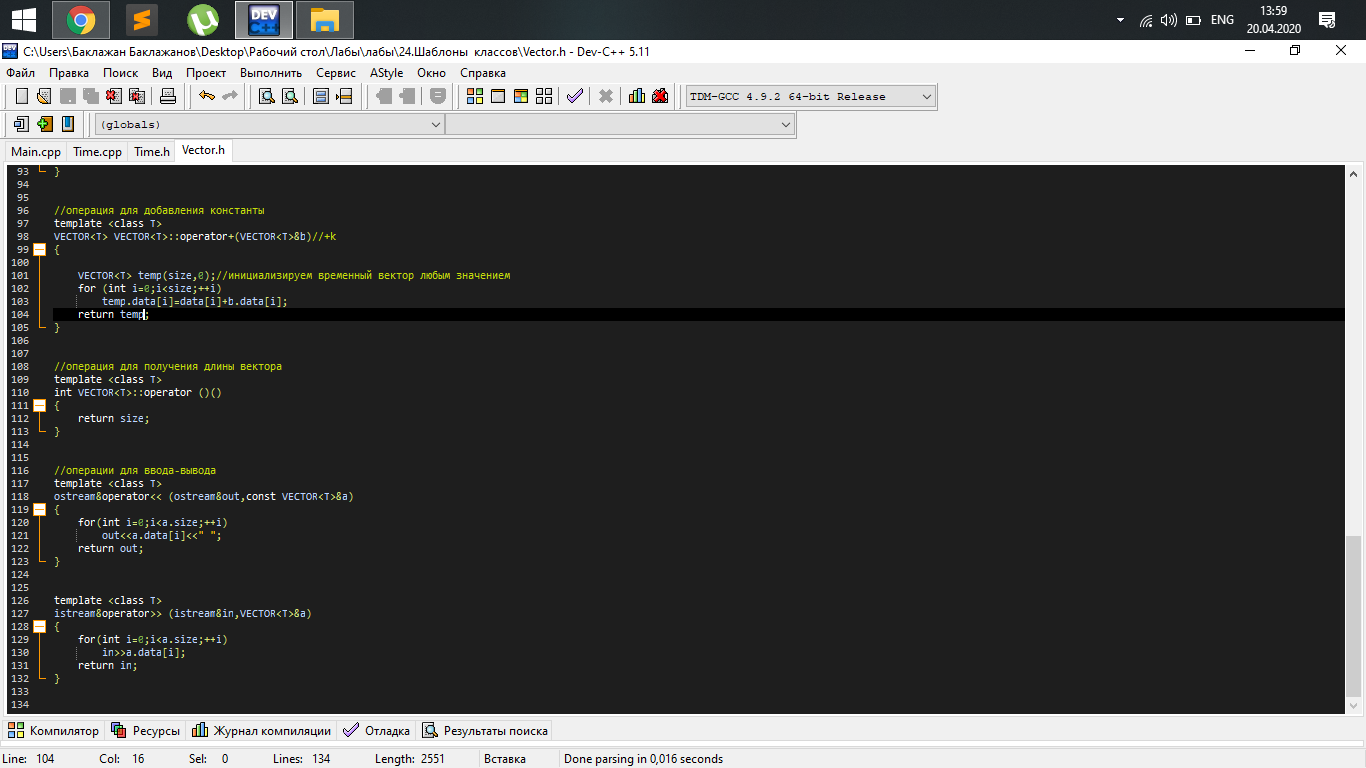 DEV C++
ENG
13:59
20.04.2020
C:\Users\Баклажан Баклажанов\Desktop\Рабочий стол\Лабы\лабы\24.Шаблоны  классов\Vector.h - Dev-C++ 5.11
Файл Правка Поиск Вид Проект Выполнить Сервис AStyle Окно Справка
TDM-GCC 4.9.2 64-bit Release
(globals)
Main.cpp Time.cpp Time.h Vector.h
93 }
94
95
96 //операция для добавления константы
97 template <class T>
98 VECTOR<T> VECTOR<T>::operator+(VECTOR<T>&b)//+k
99 {
100
101 VECTOR<T> temp(size,0);//инициализируем временный вектор любым значением
102 for (int i=0;i<size;++i)
103 temp.data[i]=data[i]+b.data[i];
104 return temp;
105 }
106
107
108 //операция для получения длины вектора
109 template <class T>
110 int VECTOR<T>::operator ()()
111 {
112 return size;
113 }
114
115
116 //операции для ввода-вывода
117 template <class T>
118 ostream&operator<< (ostream&out,const VECTOR<T>&a)
119 {
120 for(int i=0;i<a.size;++i)
121 out<<a.data[i]<<" ";
122 return out;
123 }
124
125
126 template <class T>
127 istream&operator>> (istream&in,VECTOR<T>&a)
128 {
129 for(int i=0;i<a.size;++i)
130 in>>a.data[i];
131 return in;
132 }
133
134
Компилятор Ресурсы Журнал компиляции Отладка Результаты поиска
Line: 104 Col: 16 Sel: 0 Lines: 134 Length: 2551 Вставка Done parsing in 0,016 seconds